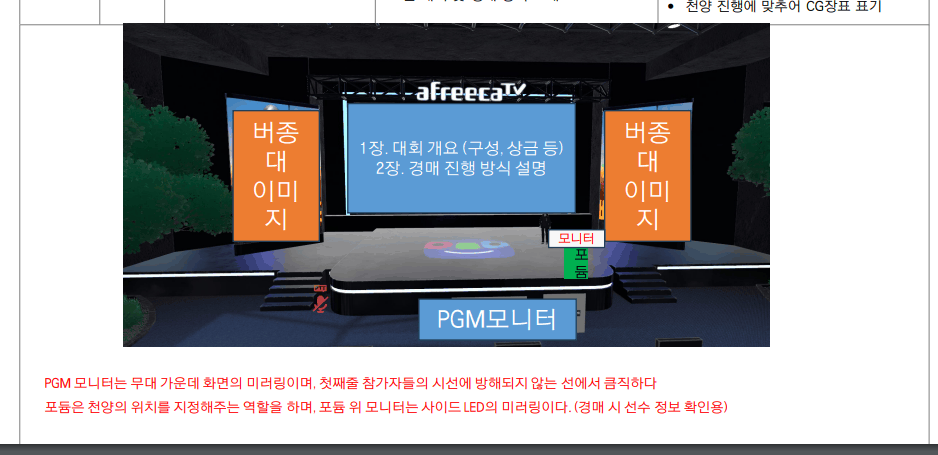 • 천양 진행에 맞추어 CG장표 표기
afreecaTV
버종
대
이미
지
1장. 대회 개요 (구성, 상금 등)
2장. 경매 진행 방식 설명
버종
대
이미
지
모니터
포
듐
PGM모니터
PGM 모니터는 무대 가운데 화면의 미러링이며, 첫째줄 참가자들의 시선에 방해되지 않는 선에서 큼직하다
포듐은 천양의 위치를 지정해주는 역할을 하며, 포듐 위 모니터는 사이드 LED의 미러링이다. (경매 시 선수 정보 확인용)